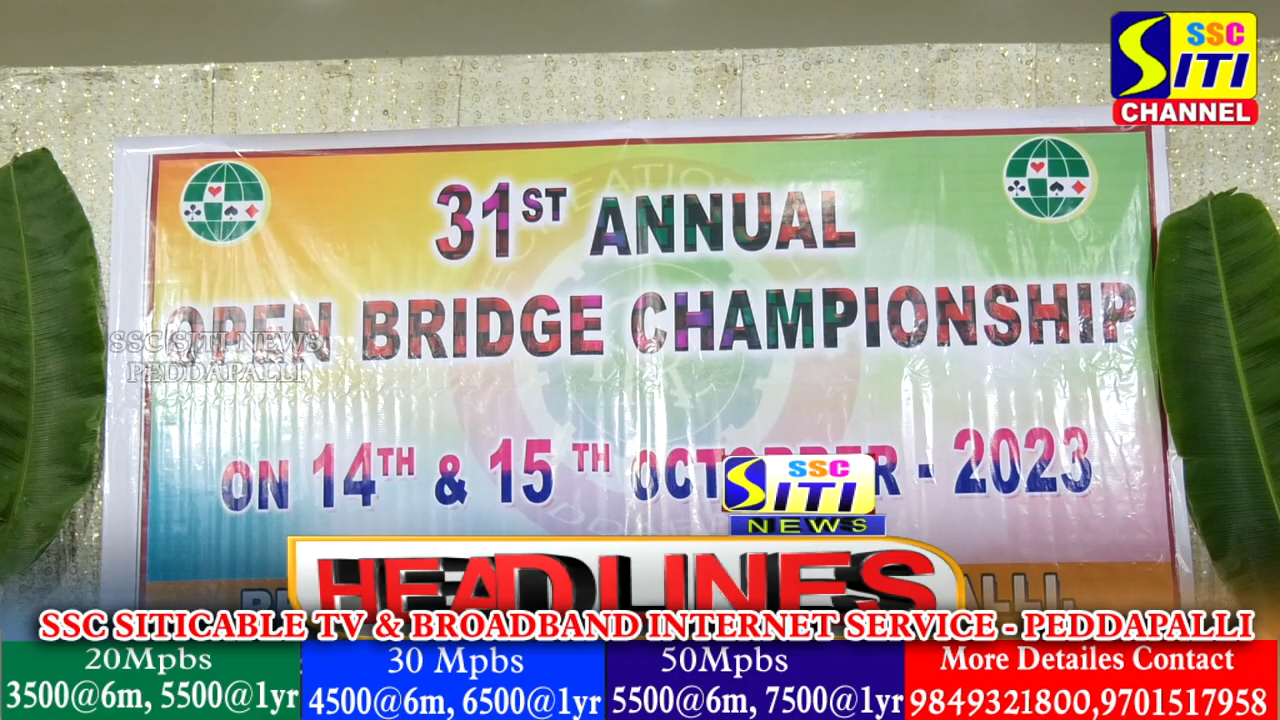 SSC
SITI
CHANNEL
31ST ANNUAL
OPEN BRIDGE CHAMPIONSHIP
SSC SITI NEWS
PEDDAPALLI
ON 14TH & 15TH - 2023
SSC
SITI
NEWS
HEADLINES
SSC SITICABLE TV & BROADBAND INTERNET SERVICE - PEDDAPALLI
20Mpbs
3500@6m, 5500@1yr
30 Mpbs
4500@6m, 6500@1yr
50Mpbs
5500@6m, 7500@1yr
More Detailes Contact
9849321800,9701517958